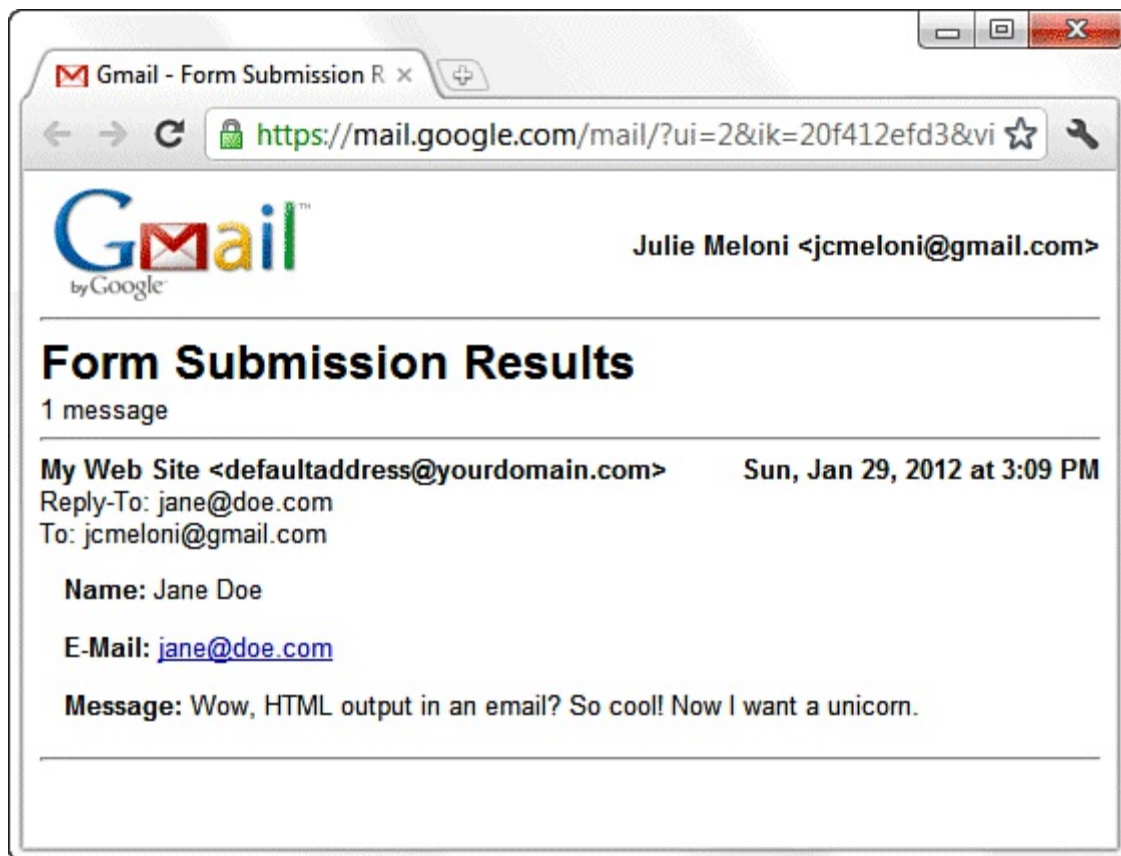 Gmail - Form Submission R
https://mail.google.com/mail/?ui=2&ik=20f412efd3&vi
Gmail™
by Google
Julie Meloni <jcmeloni@gmail.com>
Form Submission Results
1 message
My Web Site <defaultaddress@yourdomain.com> Sun, Jan 29, 2012 at 3:09 PM
Reply-To: jane@doe.com
To: jcmeloni@gmail.com
Name: Jane Doe
E-Mail: jane@doe.com
Message: Wow, HTML output in an email? So cool! Now I want a unicorn.